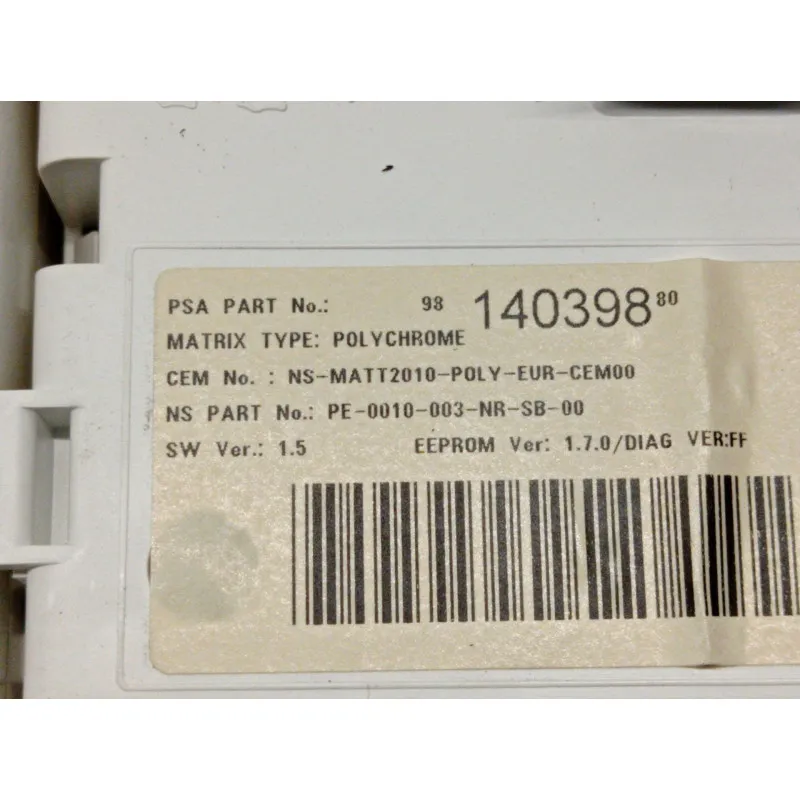 PSA PART No.: 98 140398 80
MATRIX TYPE: POLYCHROME
CEM No. : NS-MATT2010-POLY-EUR-CEM00
NS PART No.: PE-0010-003-NR-SB-00
SW Ver.: 1.5 EEPROM Ver: 1.7.0/DIAG VER:FF